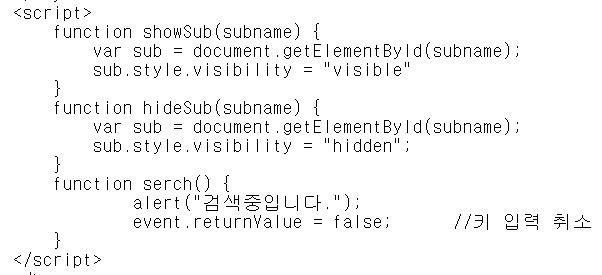 <script>
    function showSub(subname) {
        var sub = document.getElementById(subname);
        sub.style.visibility = "visible"
    }
    function hideSub(subname) {
        var sub = document.getElementById(subname);
        sub.style.visibility = "hidden";
    }
    function serch() {
            alert("검색중입니다.");
            event.returnValue = false;      //키 입력 취소
    }
</script>